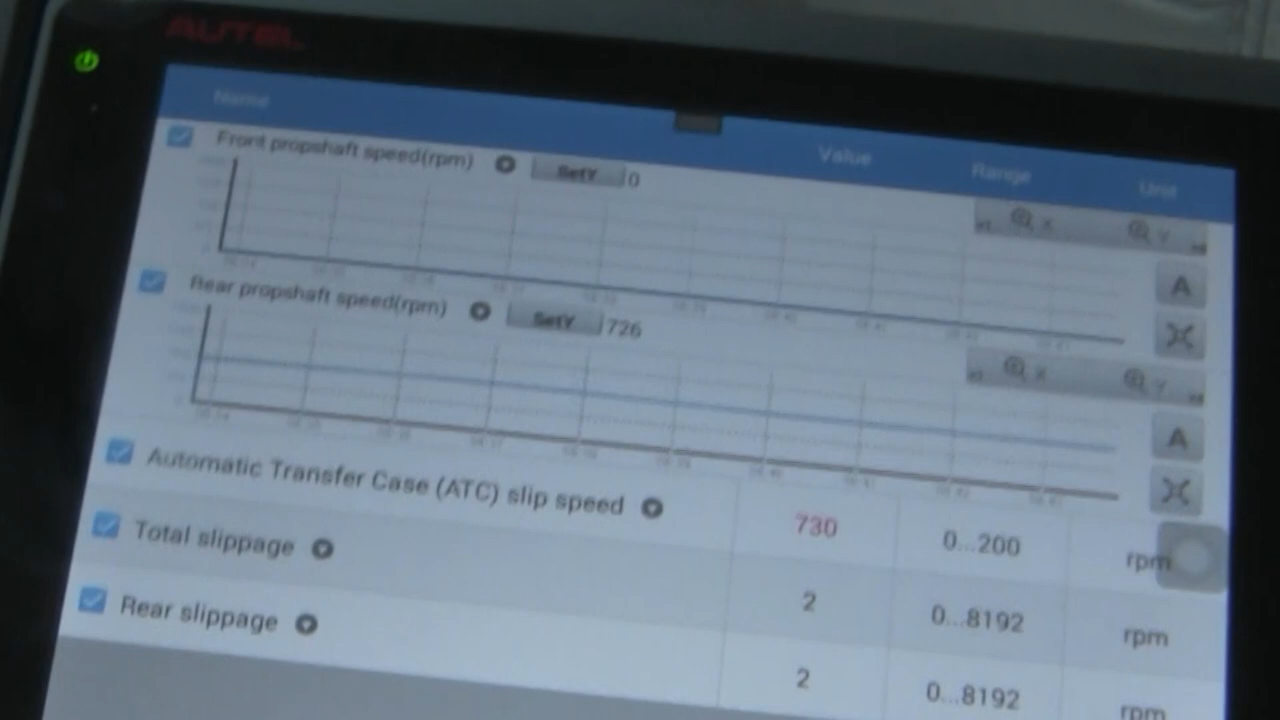 AUTEL
Name Value Range Unit
Front propshaft speed(rpm) SetY 0
X Y
A
Rear propshaft speed(rpm) SetY 726
X Y
A
Automatic Transfer Case (ATC) slip speed 730 0...200 rpm
Total slippage 2 0...8192 rpm
Rear slippage 2 0...8192 rpm